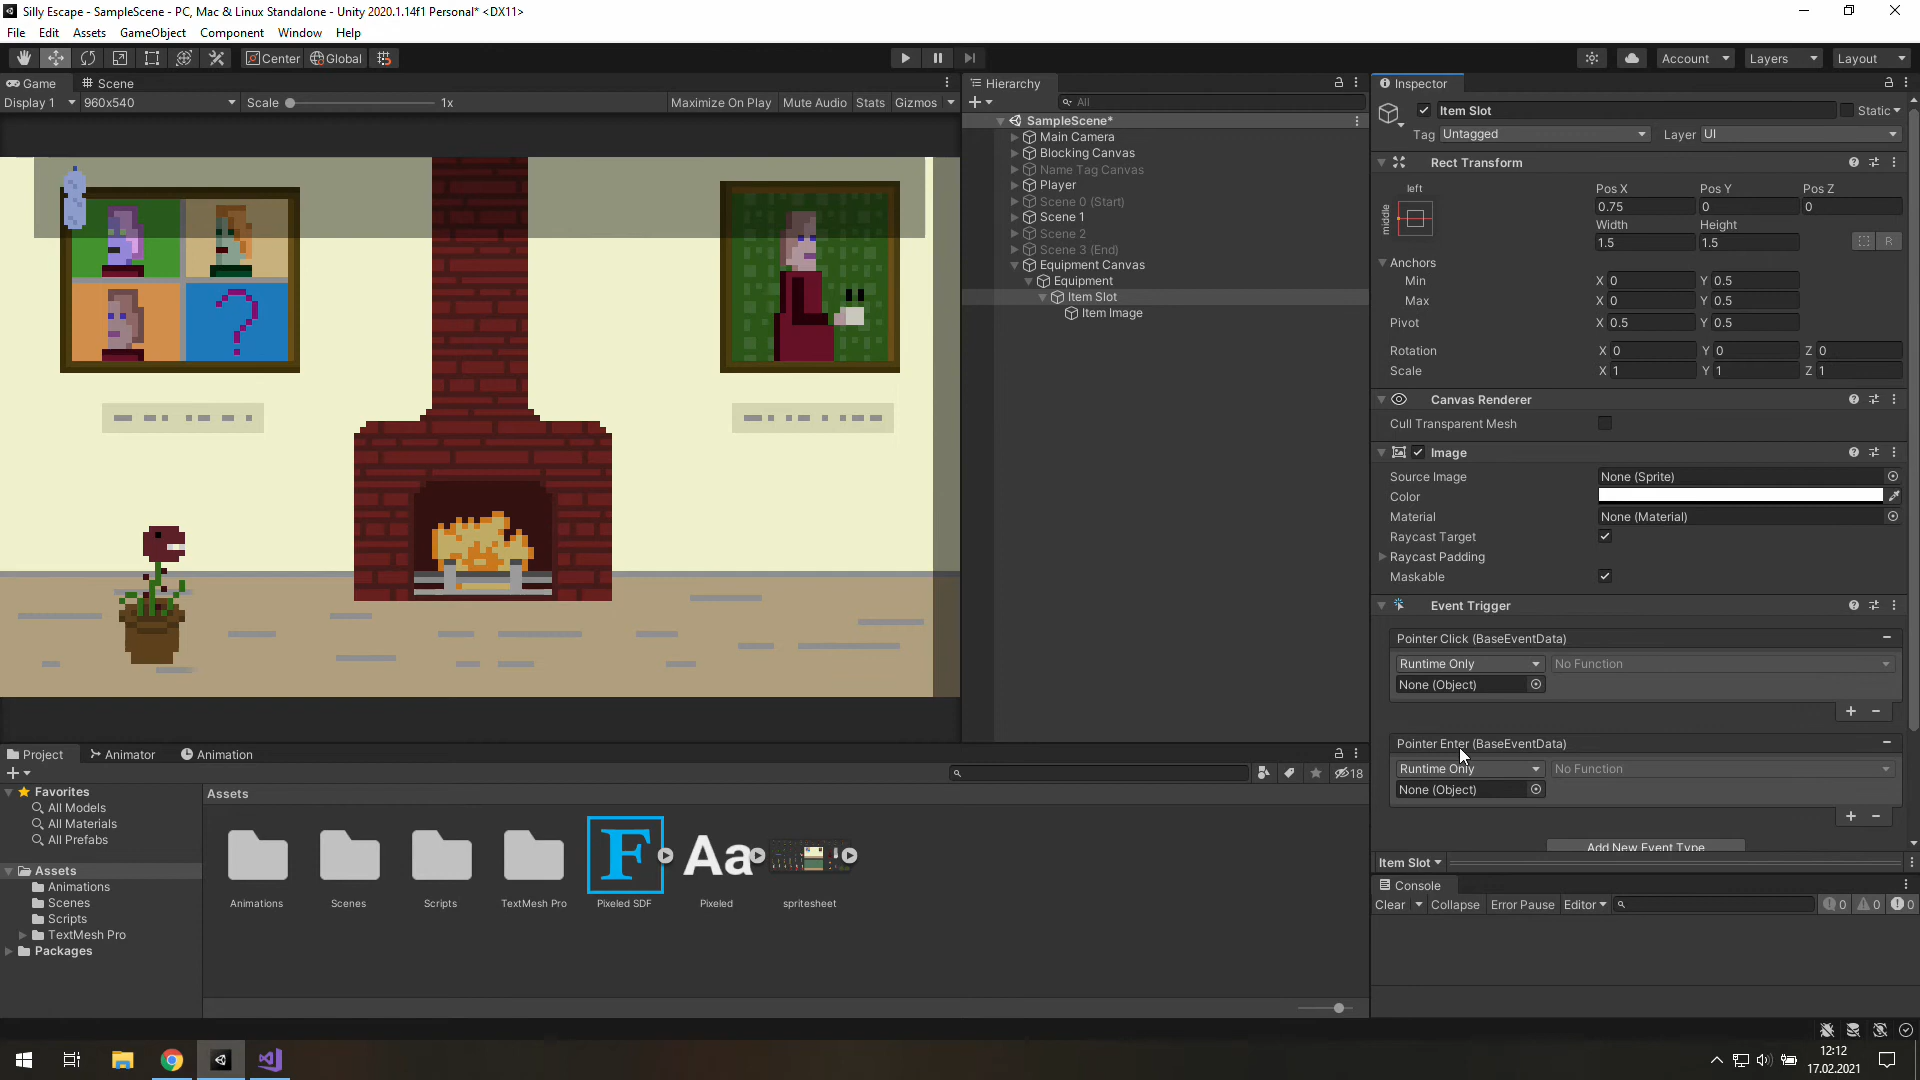 Silly Escape - SampleScene - PC, Mac & Linux Standalone - Unity 2020.1.14f1 Personal* <DX11>
File Edit Assets GameObject Component Window Help
Center Global Account Layers Layout
Game Scene
Display 1 960x540 Scale 1x Maximize On Play Mute Audio Stats Gizmos
Hierarchy
All
SampleScene*
Main Camera
Blocking Canvas
Name Tag Canvas
Player
Scene 0 (Start)
Scene 1
Scene 2
Scene 3 (End)
Equipment Canvas
Equipment
Item Slot
Item Image
Inspector
Item Slot Static
Tag Untagged Layer UI
Rect Transform
left Pos X Pos Y Pos Z
middle 0.75 0 0
Width Height
1.5 1.5 R
Anchors
Min X 0 Y 0.5
Max X 0 Y 0.5
Pivot X 0.5 Y 0.5
Rotation X 0 Y 0 Z 0
Scale X 1 Y 1 Z 1
Canvas Renderer
Cull Transparent Mesh
Image
Source Image None (Sprite)
Color
Material None (Material)
Raycast Target
Raycast Padding
Maskable
Event Trigger
Pointer Click (BaseEventData)
Runtime Only No Function
None (Object)
Pointer Enter (BaseEventData)
Runtime Only No Function
None (Object)
Add New Event Type
Item Slot
Console
Clear Collapse Error Pause Editor 0 0 0
Project Animator Animation
18
Favorites
All Models
All Materials
All Prefabs
Assets
Animations
Scenes
Scripts
TextMesh Pro
Packages
Assets
F Aa
Animations Scenes Scripts TextMesh Pro Pixeled SDF Pixeled spritesheet
12:12
17.02.2021